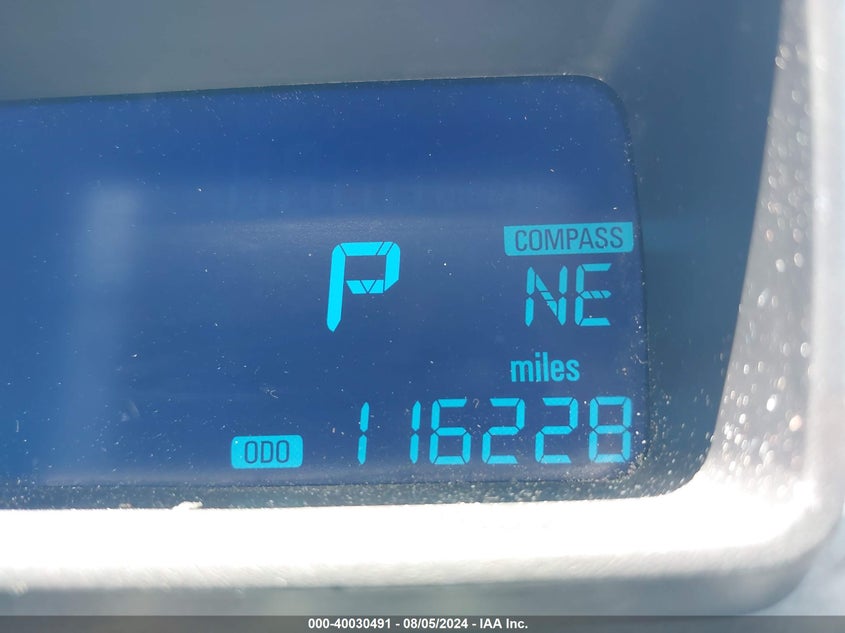 P
COMPASS
NE
miles
ODO 116228
000-40030491 - 08/05/2024 - IAA Inc.